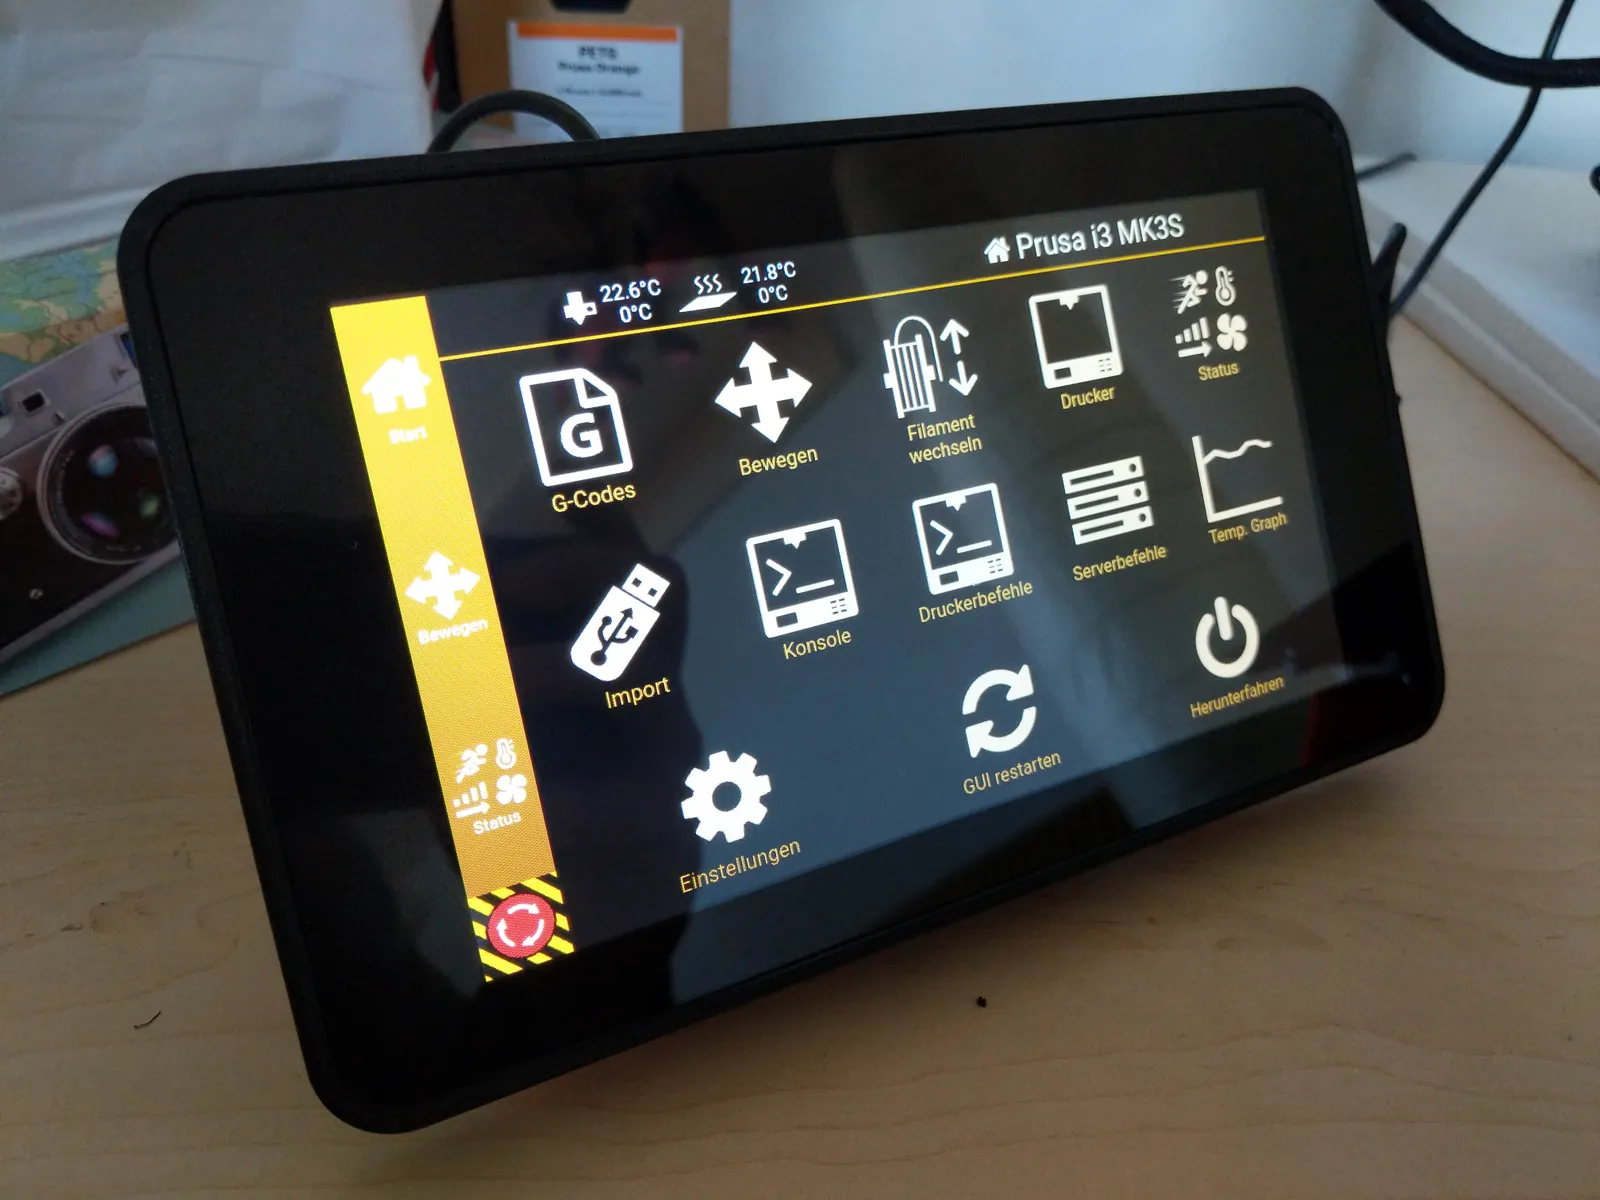 PETG
Prusa Orange
Prusa i3 MK3S
22.6°C
0°C
21.8°C
0°C
Start
Bewegen
Status
G
G-Codes
Bewegen
Filament
wechseln
Drucker
Status
Import
Konsole
Druckerbefehle
Serverbefehle
Temp. Graph
Einstellungen
GUI restarten
Herunterfahren